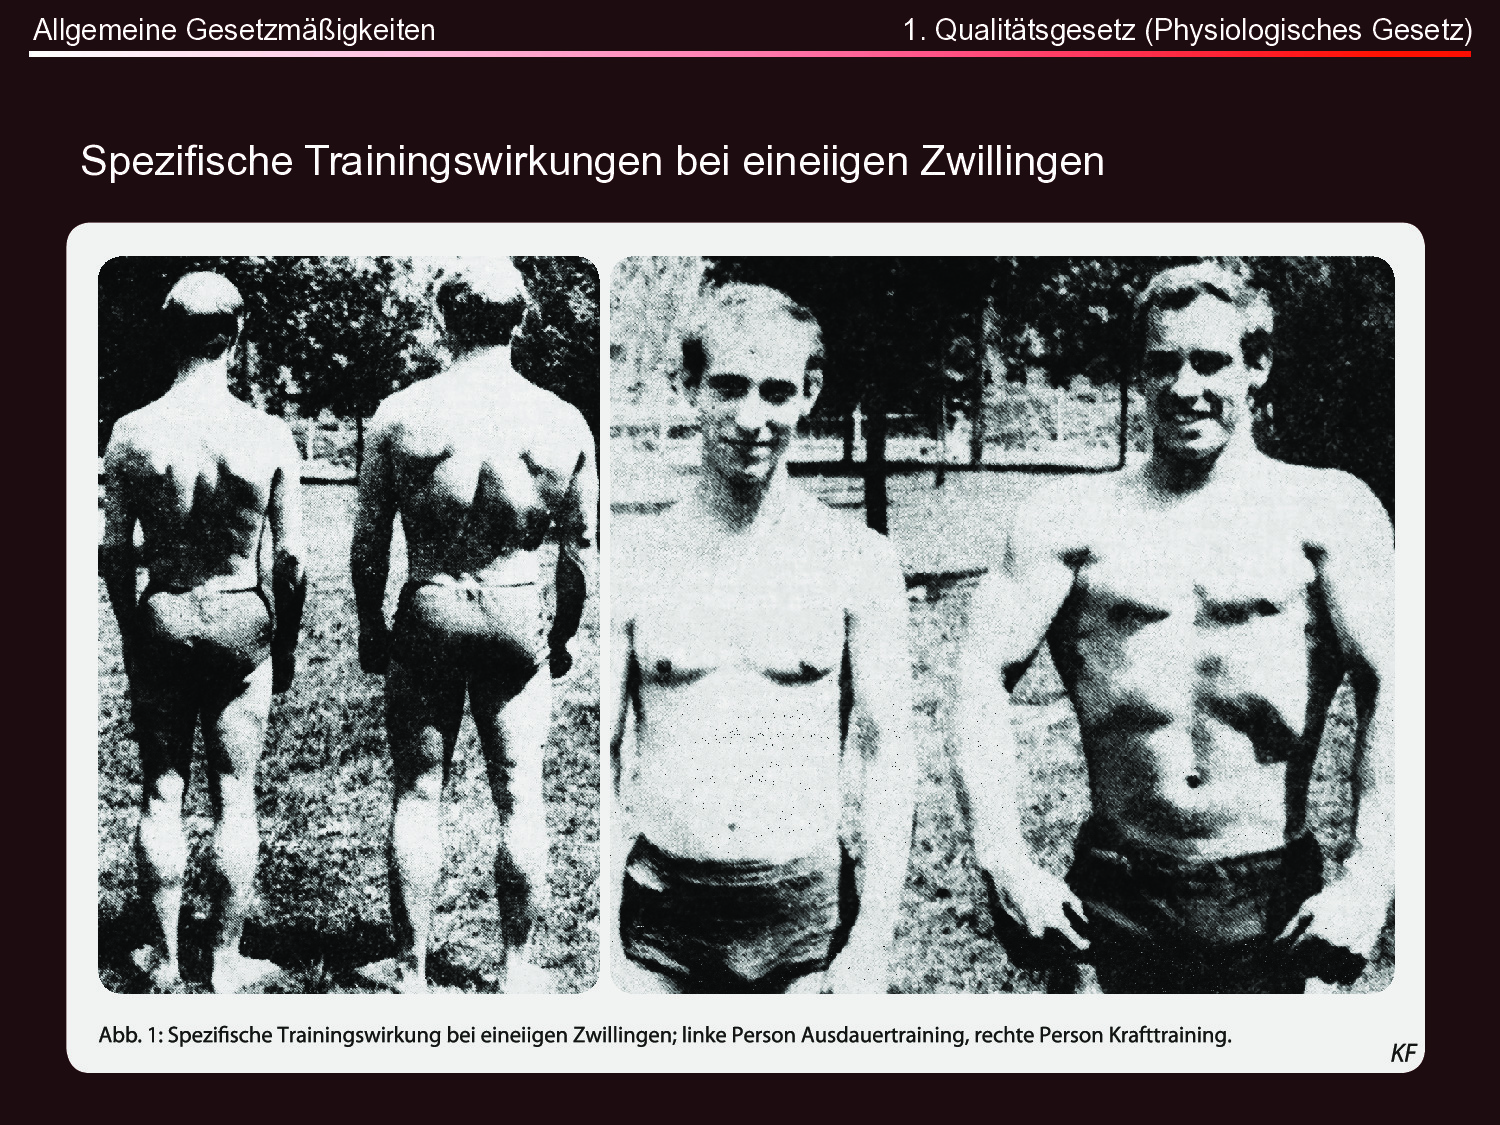 Allgemeine Gesetzmäßigkeiten
1. Qualitätsgesetz (Physiologisches Gesetz)
Spezifische Trainingswirkungen bei eineiigen Zwillingen
Abb. 1: Spezifische Trainingswirkung bei eineiigen Zwillingen; linke Person Ausdauertraining, rechte Person Krafttraining.
KF